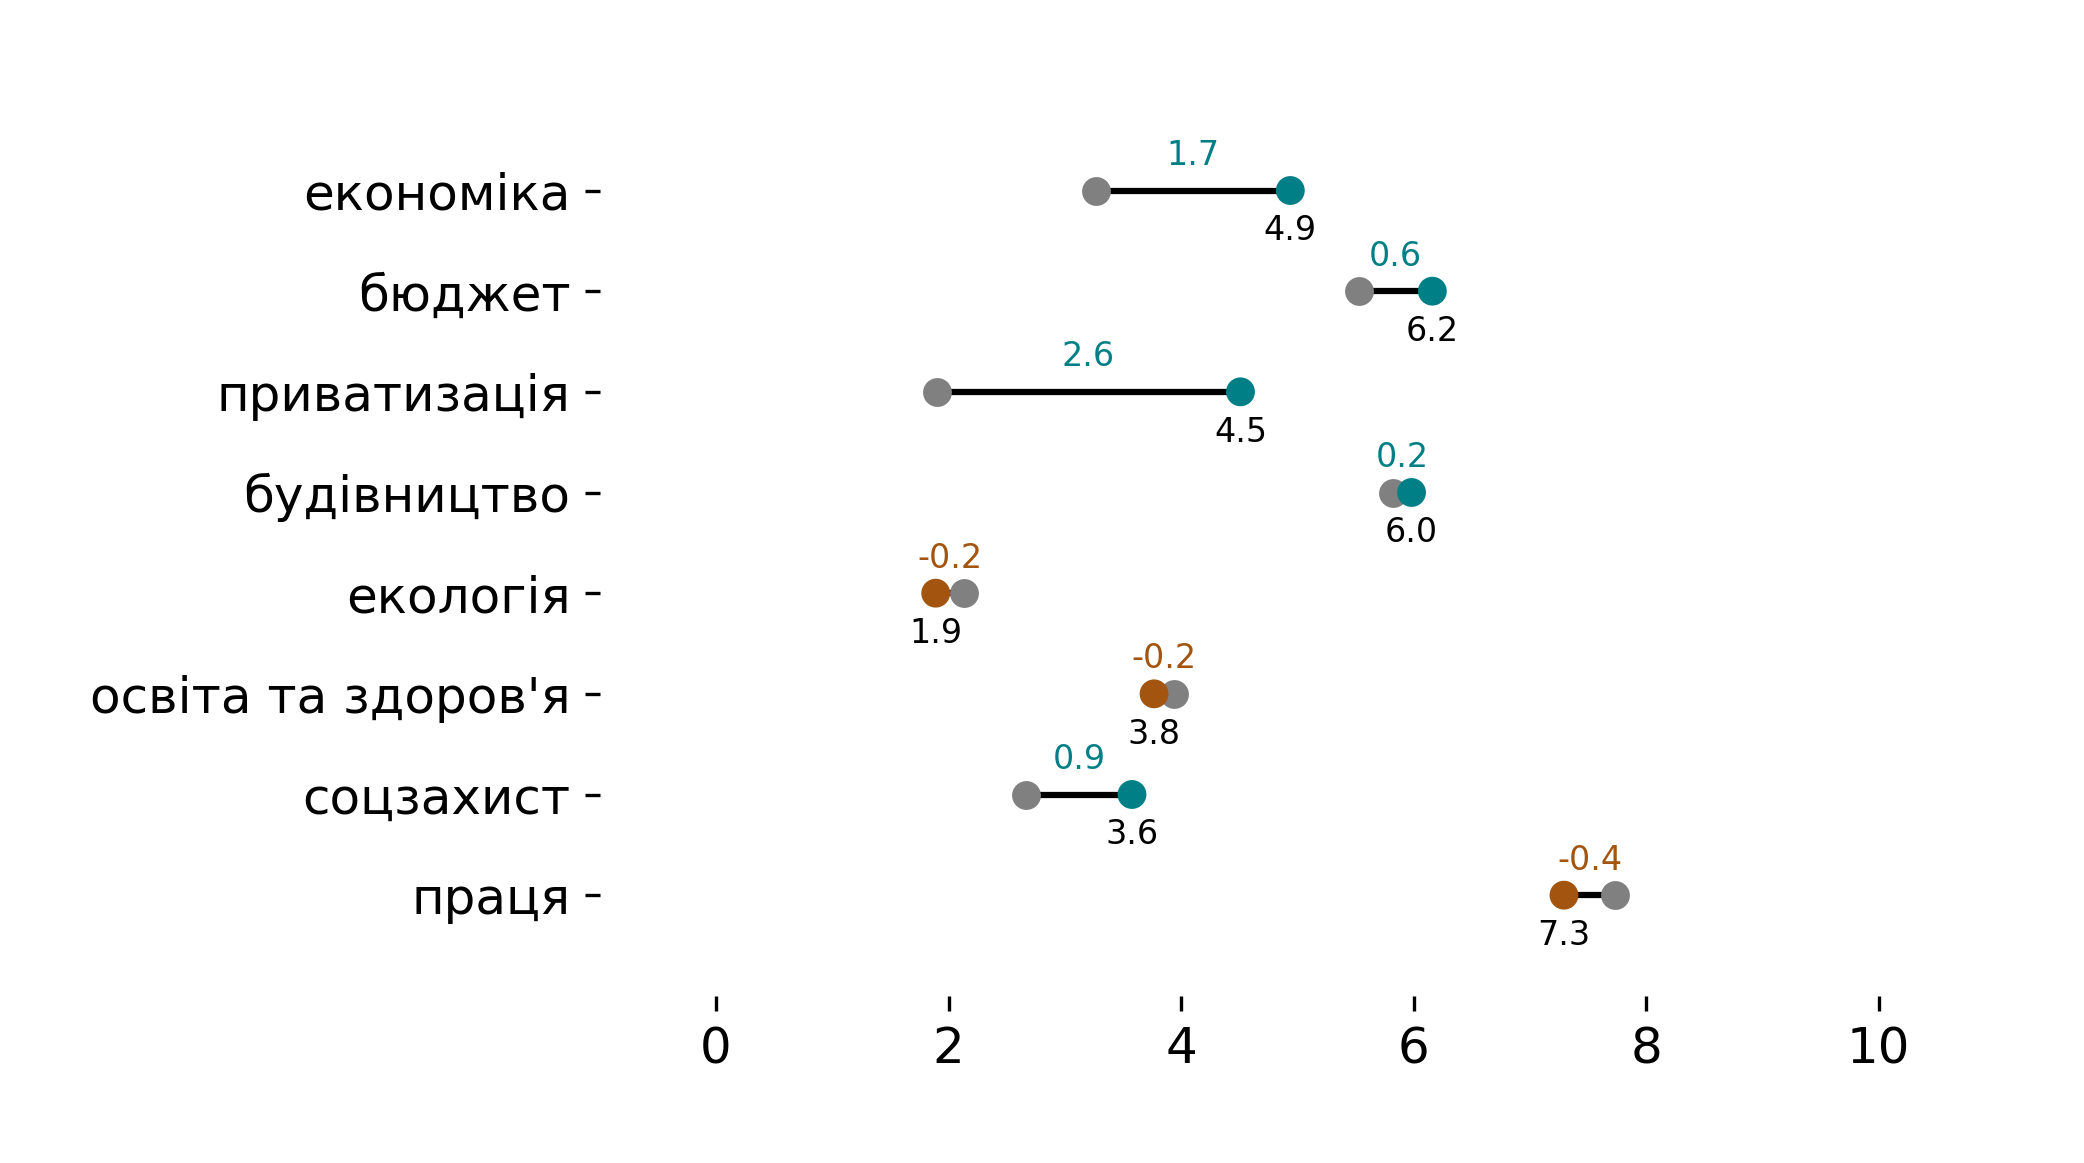 1.7
економіка
4.9
0.6
бюджет
6.2
2.6
приватизація
4.5
0.2
будівництво
6.0
-0.2
екологія
1.9
-0.2
освіта та здоров'я
3.8
0.9
соцзахист
3.6
-0.4
праця
7.3
0 2 4 6 8 10